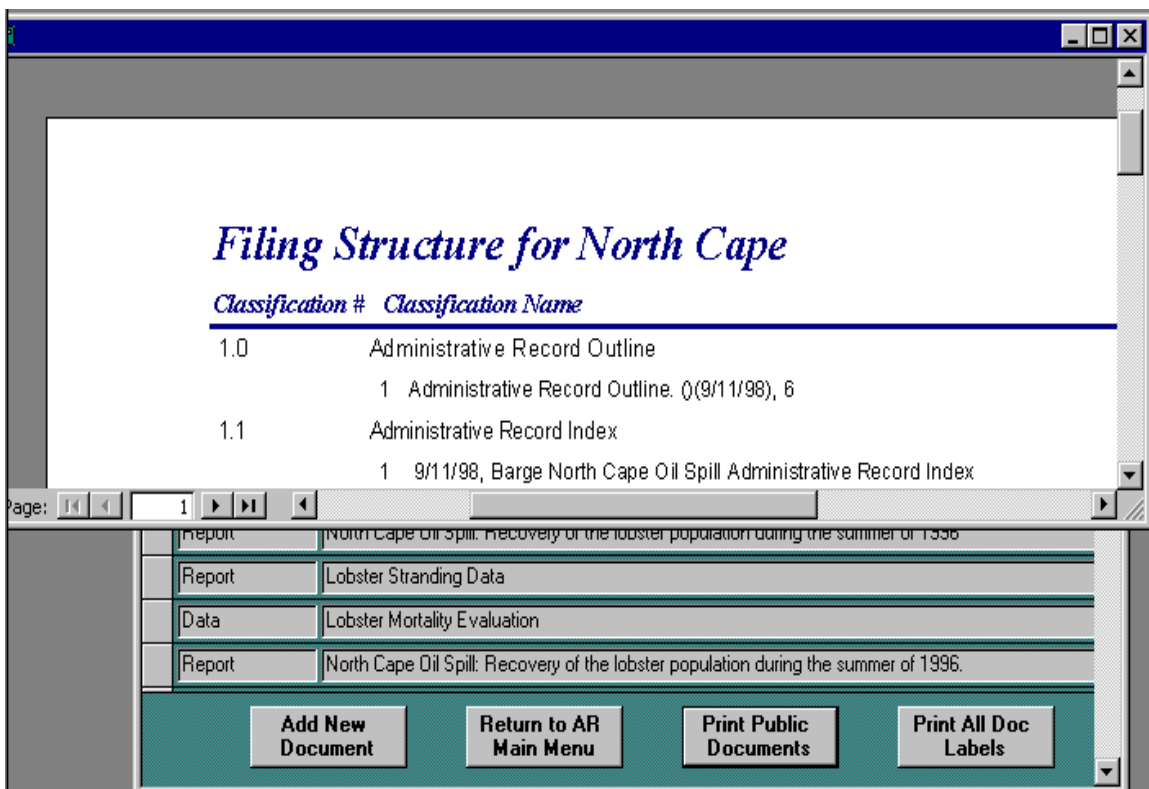 Filing Structure for North Cape
Classification # Classification Name
1.0 Administrative Record Outline
1 Administrative Record Outline. ()(9/11/98), 6
1.1 Administrative Record Index
1 9/11/98, Barge North Cape Oil Spill Administrative Record Index
Page: 1
Report North Cape Oil Spill: Recovery of the lobster population during the summer of 1996
Report Lobster Stranding Data
Data Lobster Mortality Evaluation
Report North Cape Oil Spill: Recovery of the lobster population during the summer of 1996.
Add New Return to AR Print Public Print All Doc
Document Main Menu Documents Labels